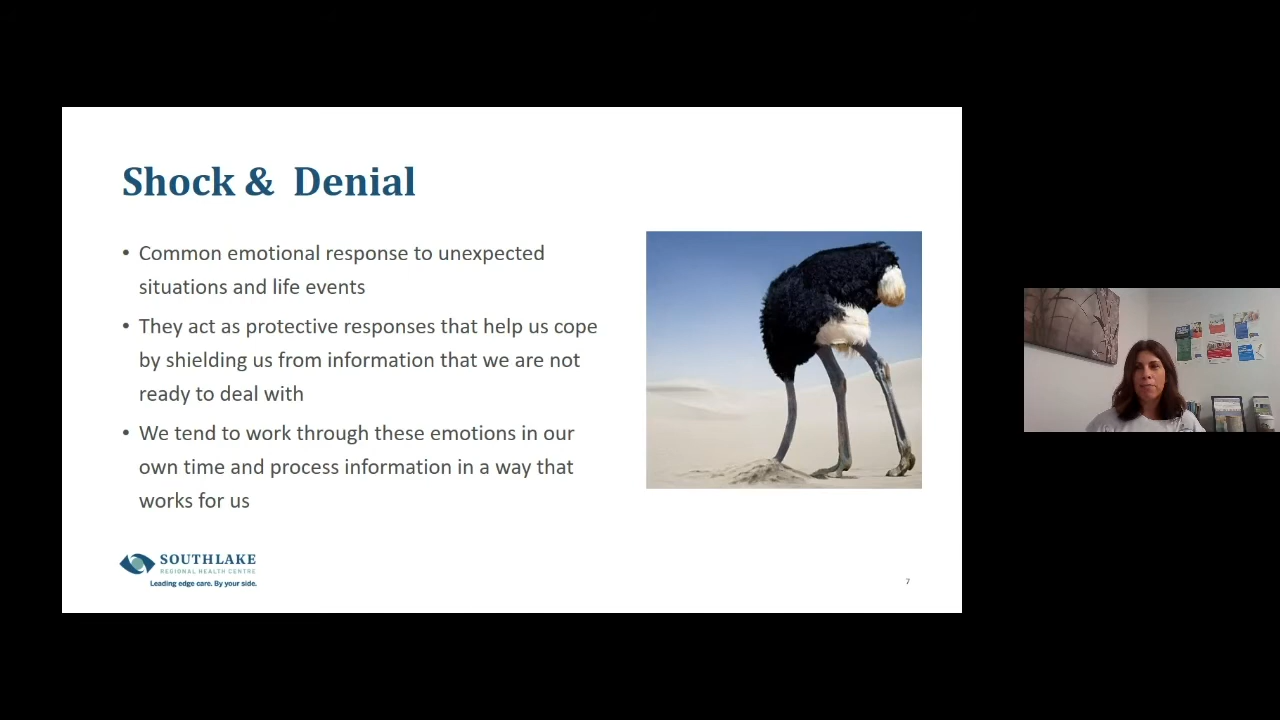 Shock & Denial
• Common emotional response to unexpected
situations and life events
• They act as protective responses that help us cope
by shielding us from information that we are not
ready to deal with
• We tend to work through these emotions in our
own time and process information in a way that
works for us
SOUTHLAKE
REGIONAL HEALTH CENTRE
Leading edge care. By your side.
7